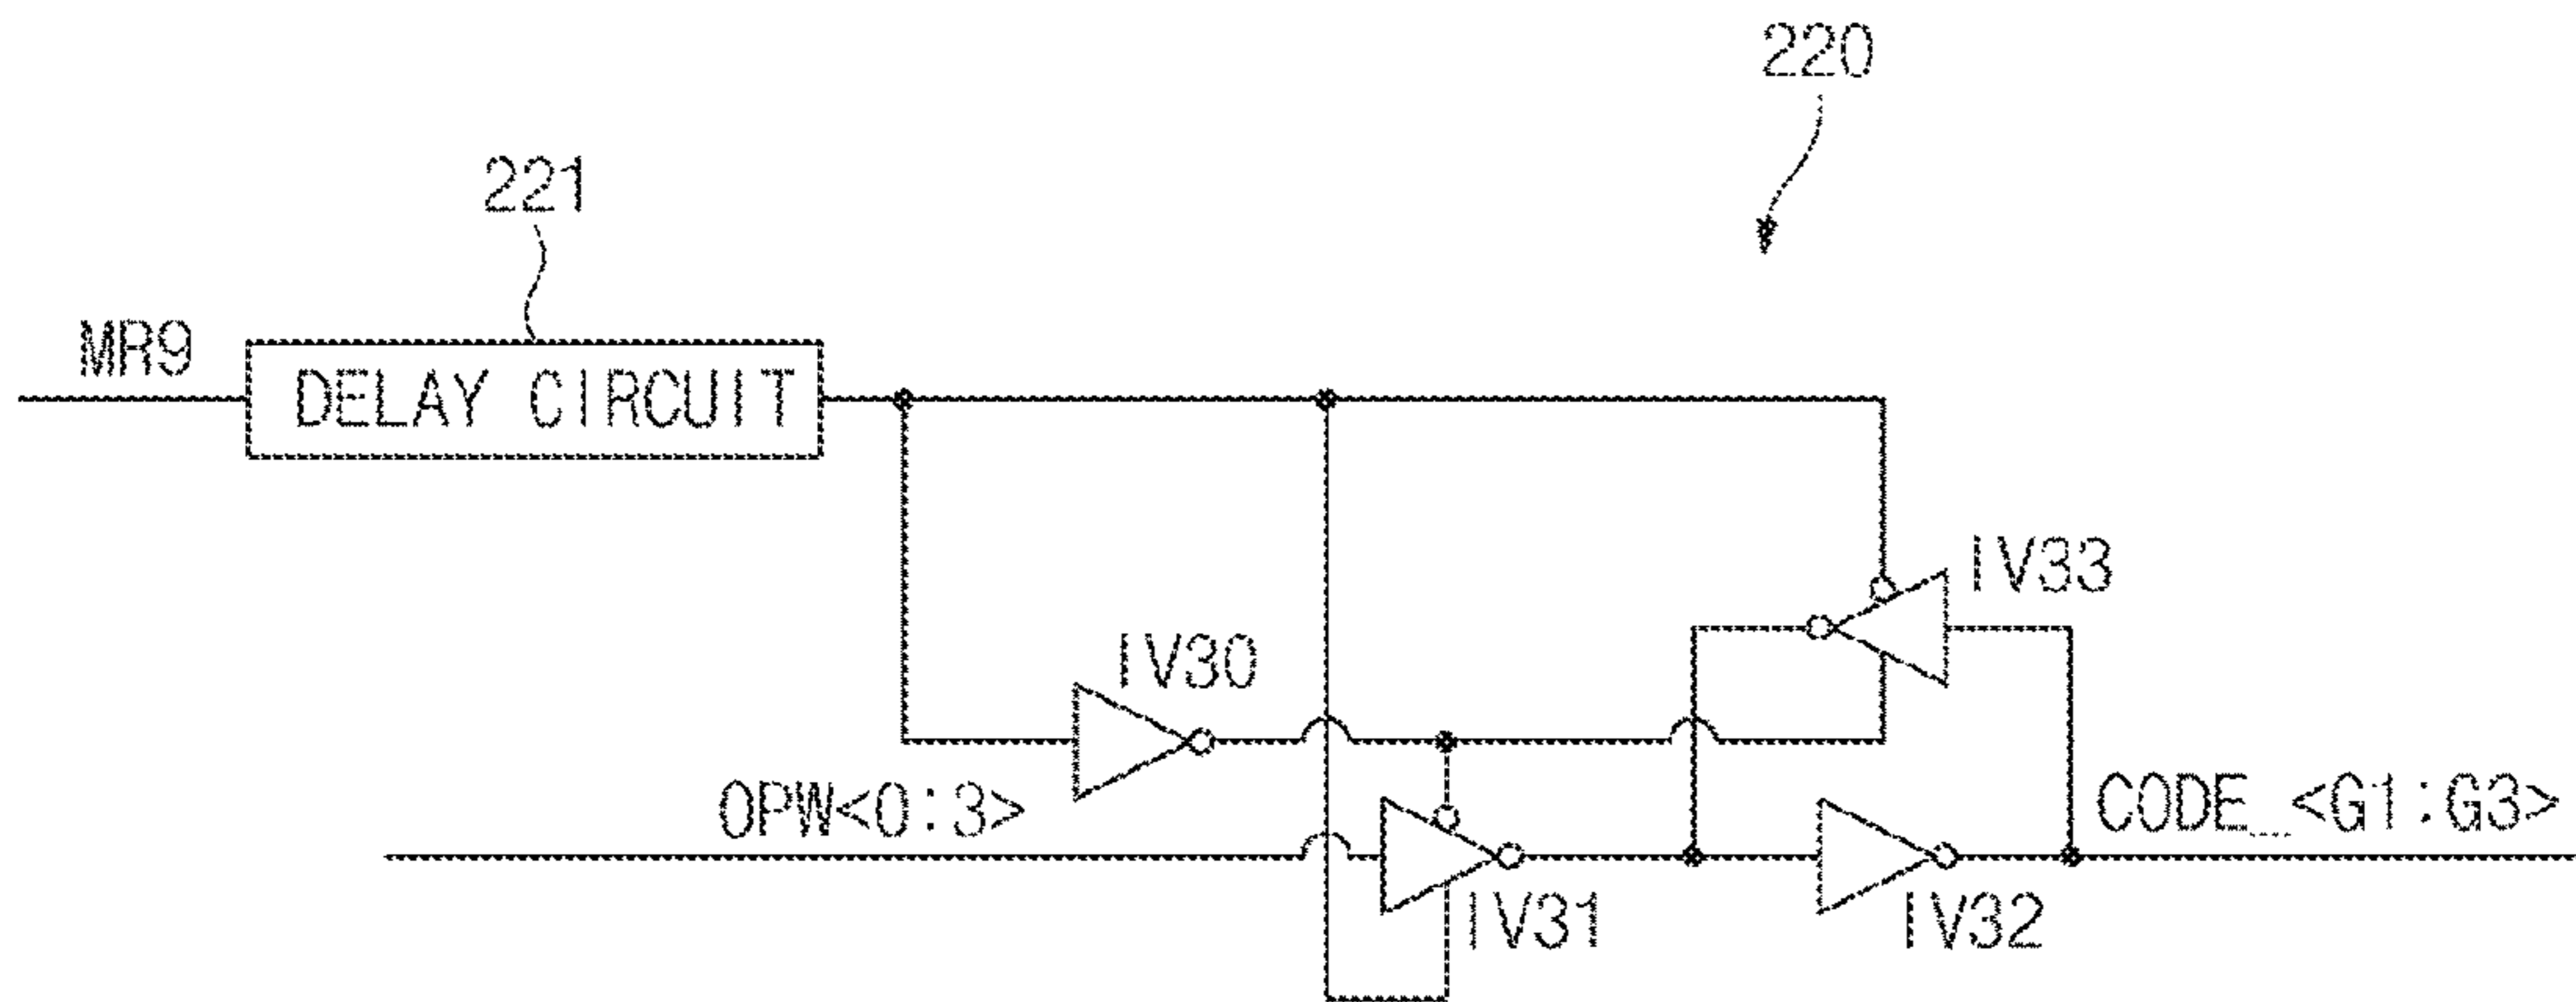 220
221
MR9
DELAY CIRCUIT
IV33
IV30
OPW<0:3>
CODE_<G1:G3>
IV31
IV32